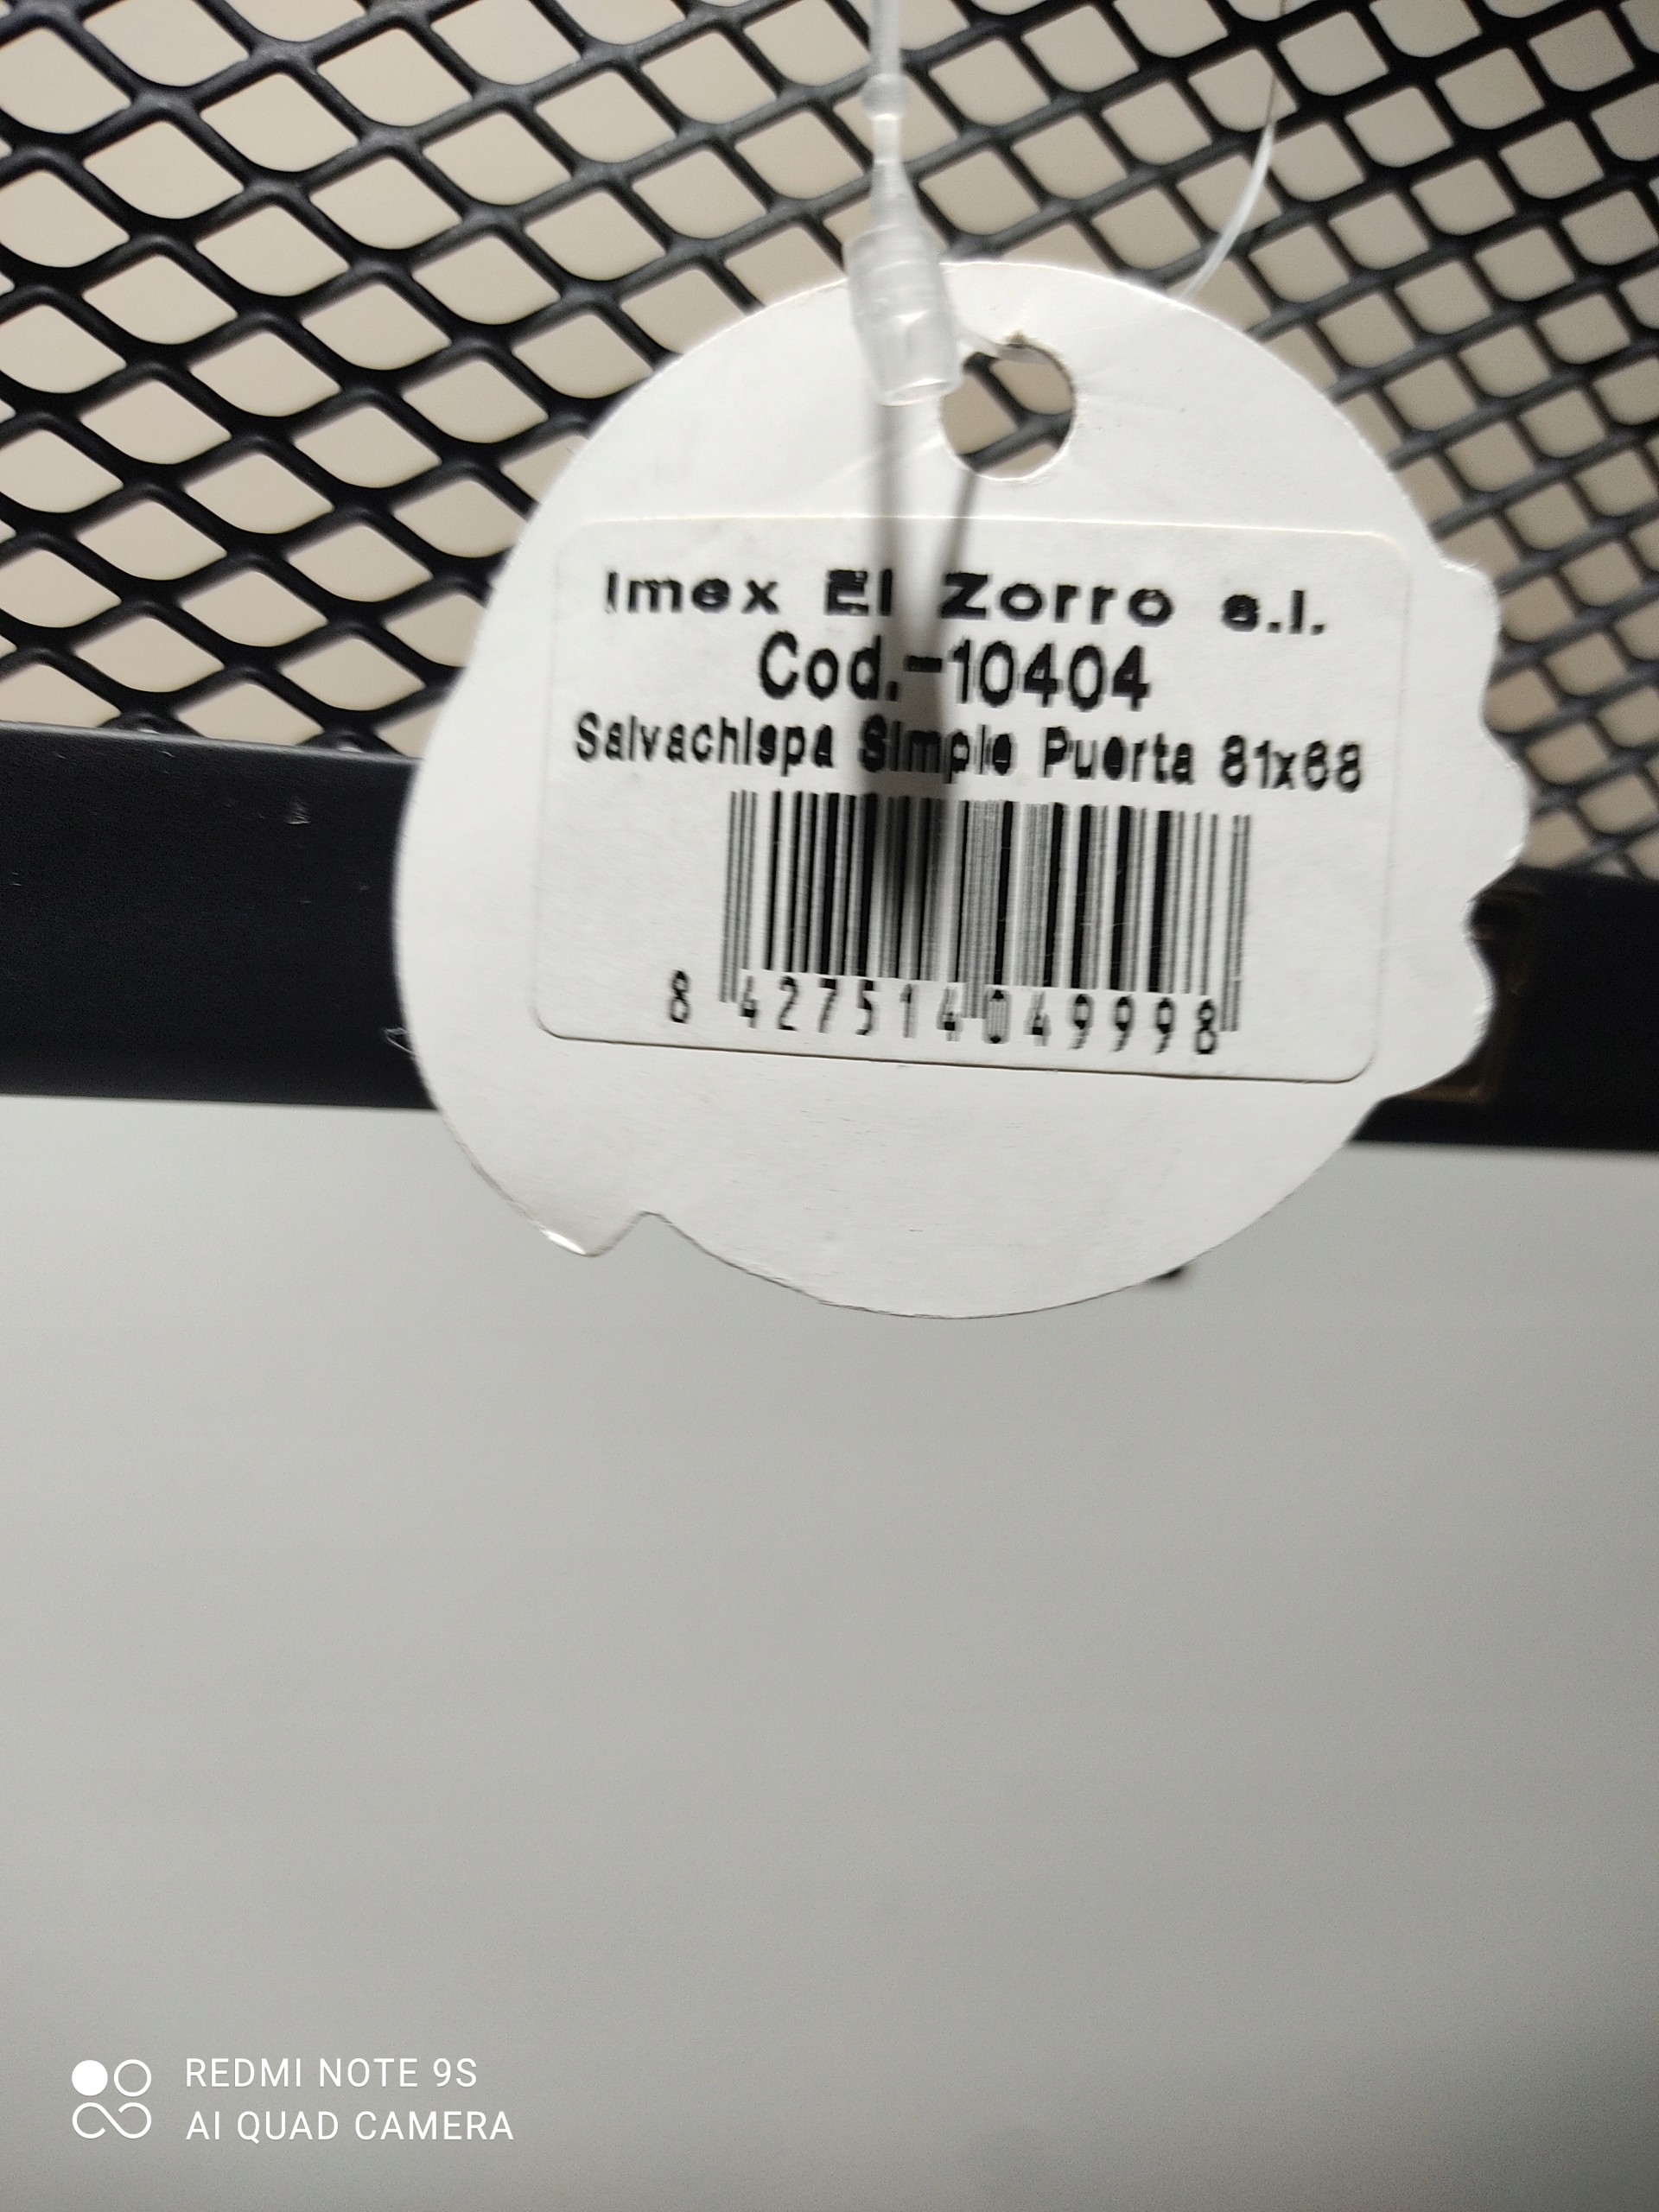 Imex El Zorro s.l.
Cod.-10404
Salvachispa Simple Puerta 81x68
8 427514 049998
REDMI NOTE 9S
AI QUAD CAMERA